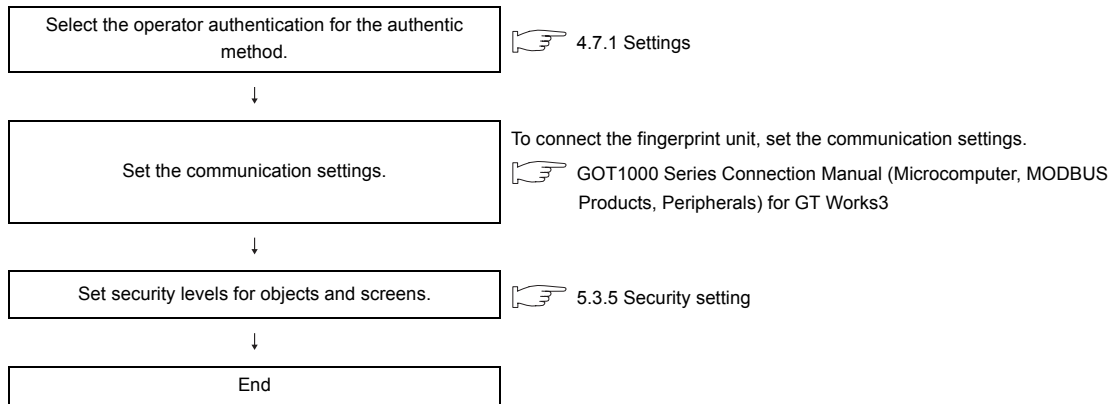 Select the operator authentication for the authentic
method.
4.7.1 Settings
↓
To connect the fingerprint unit, set the communication settings.
Set the communication settings.
GOT1000 Series Connection Manual (Microcomputer, MODBUS
Products, Peripherals) for GT Works3
↓
Set security levels for objects and screens.
5.3.5 Security setting
↓
End